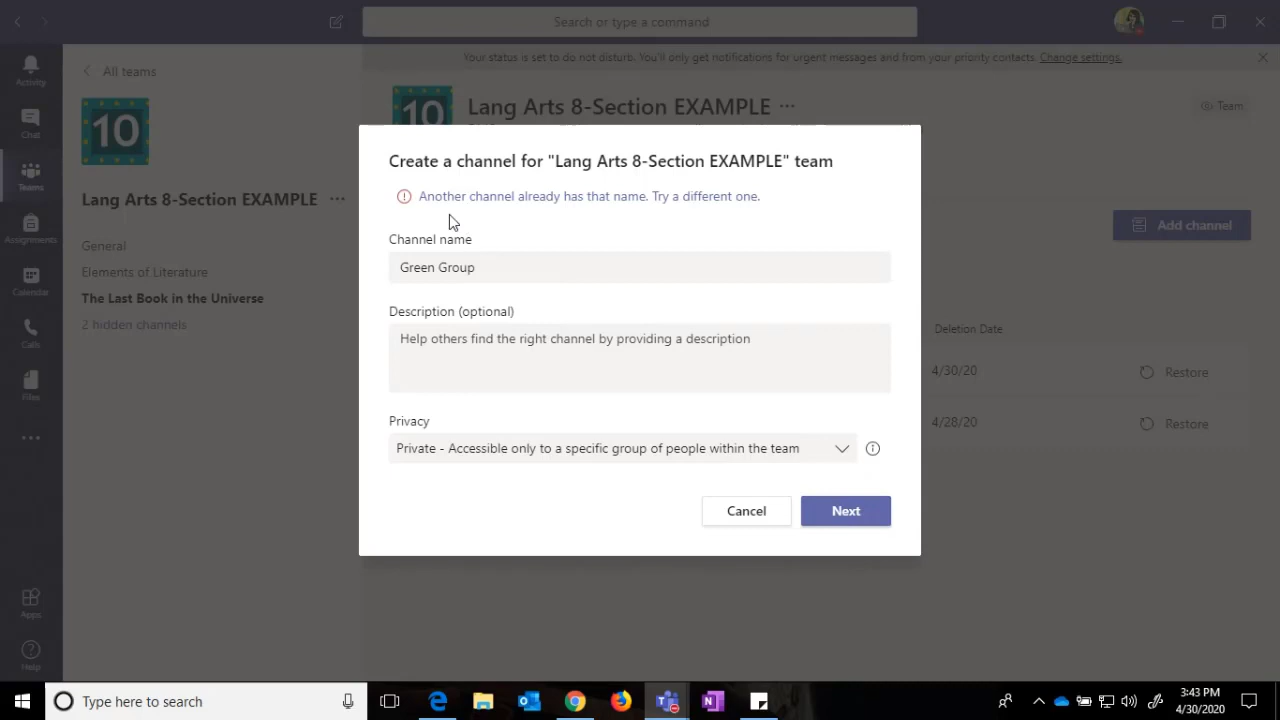 Search or type a command
Your status is set to do not disturb. You'll only get notifications for urgent messages and from your priority contacts. Change settings.
Activity
Chat
Teams
Assignments
Calendar
Calls
Files
Apps
Help
All teams
10
Lang Arts 8-Section EXAMPLE ...
General
Elements of Literature
The Last Book in the Universe
2 hidden channels
10
Lang Arts 8-Section EXAMPLE ...
Team
Add channel
Deletion Date
4/30/20
Restore
4/28/20
Restore
Create a channel for "Lang Arts 8-Section EXAMPLE" team
Another channel already has that name. Try a different one.
Channel name
Green Group
Description (optional)
Help others find the right channel by providing a description
Privacy
Private - Accessible only to a specific group of people within the team
Cancel
Next
Type here to search
3:43 PM
4/30/2020